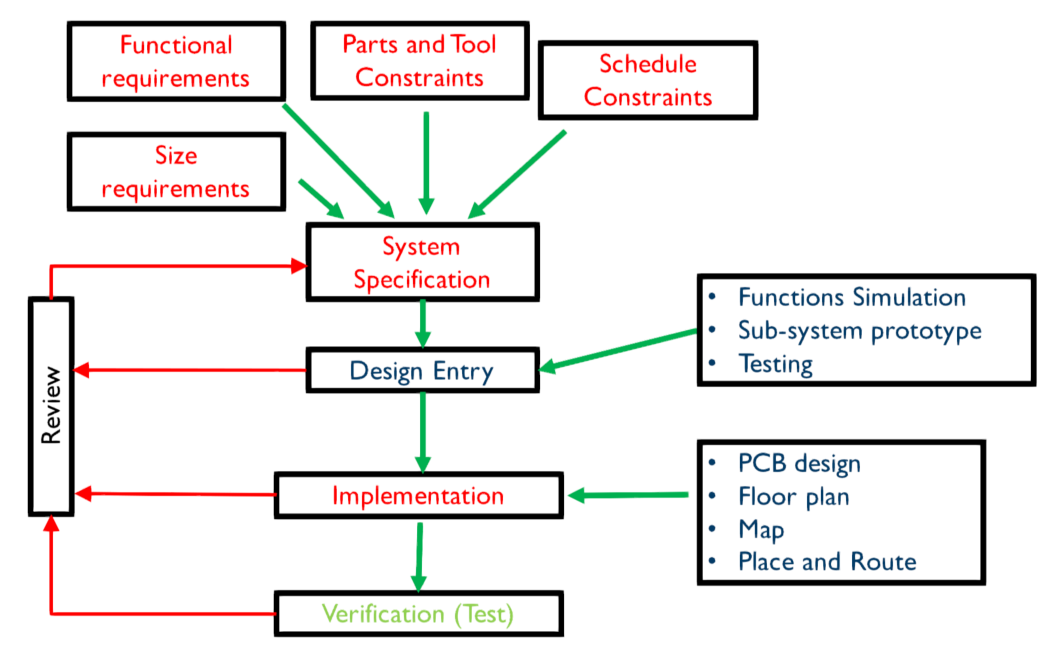 Functional
requirements
Parts and Tool
Constraints
Schedule
Constraints
Size
requirements
System
Specification
• Functions Simulation
• Sub-system prototype
• Testing
Design Entry
Review
• PCB design
• Floor plan
• Map
• Place and Route
Implementation
Verification (Test)